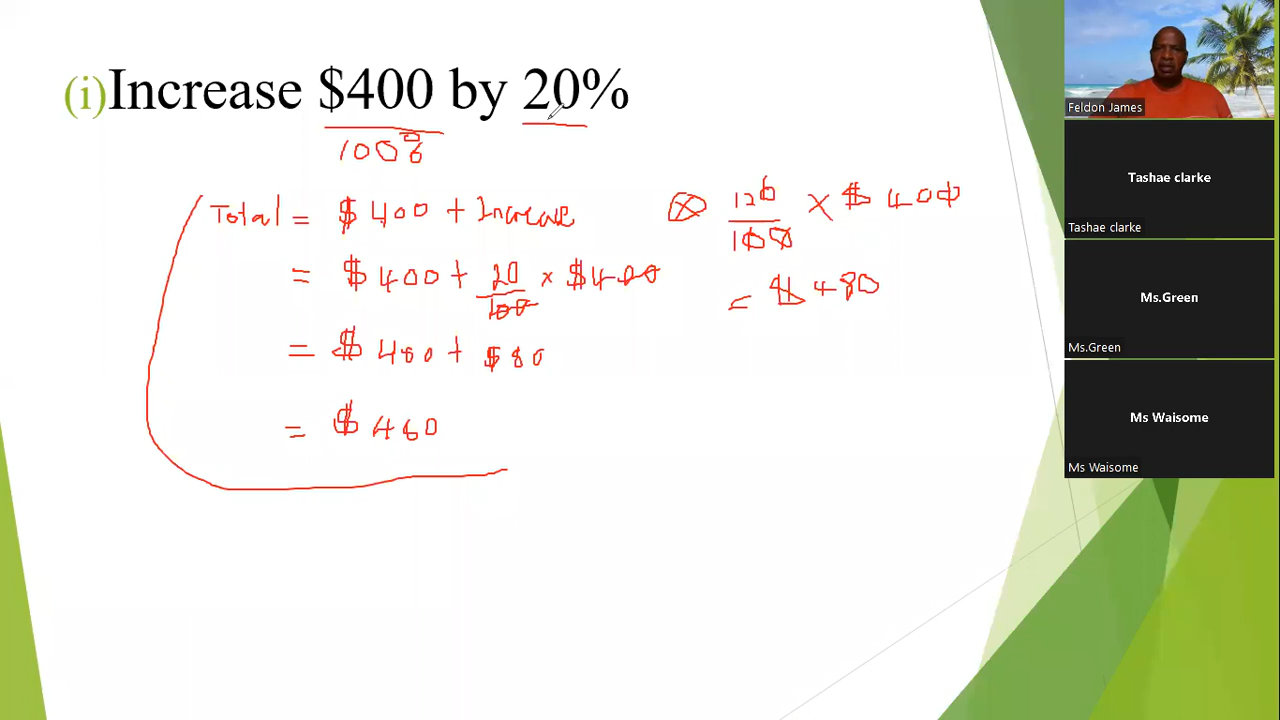 (i)Increase $400 by 20%
100%
Total = $400 + Increase
= $400 + 20/100 × $400
= $400 + $80
= $480
⊗ 120/100 × $400
= $480
Feldon James
Tashae clarke
Tashae clarke
Ms.Green
Ms.Green
Ms Waisome
Ms Waisome